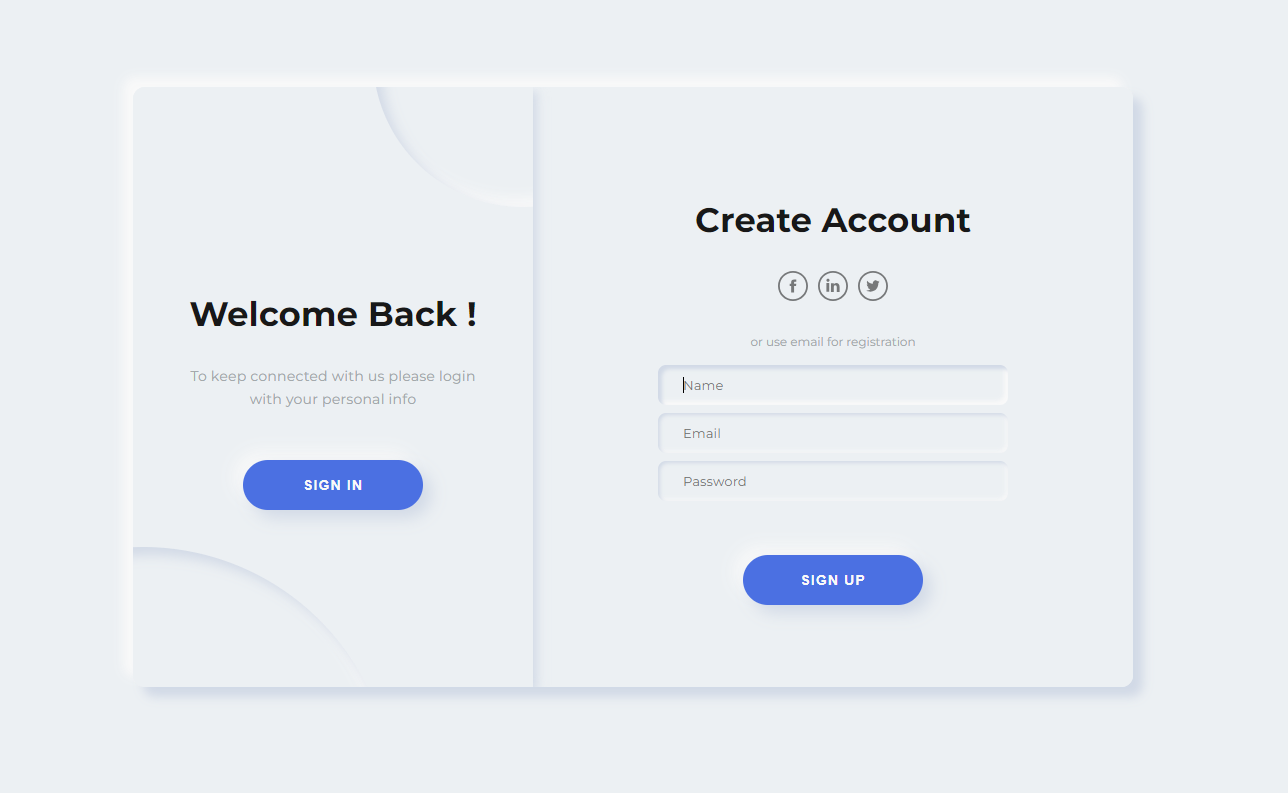 Welcome Back !
To keep connected with us please login
with your personal info
SIGN IN
Create Account
or use email for registration
Name
Email
Password
SIGN UP